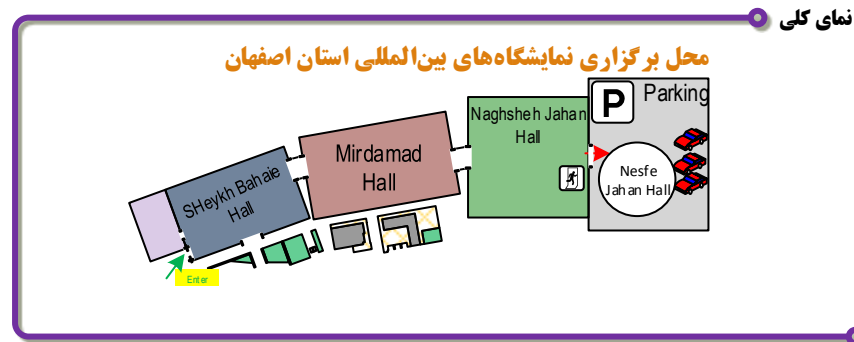 نمای کلی
محل برگزاری نمایشگاه‌های بین‌المللی استان اصفهان
P
Parking
Naghsheh Jahan
Hall
Mirdamad
Hall
Nesfe
Jahan Hall
SHeykh Bahaie
Hall
Enter